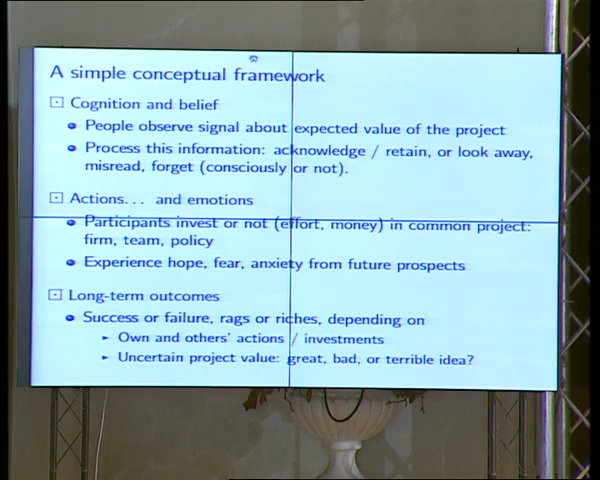 A simple conceptual framework
Cognition and belief
People observe signal about expected value of the project
Process this information: acknowledge / retain, or look away,
misread, forget (consciously or not).
Actions... and emotions
Participants invest or not (effort, money) in common project:
firm, team, policy
Experience hope, fear, anxiety from future prospects
Long-term outcomes
Success or failure, rags or riches, depending on
Own and others' actions / investments
Uncertain project value: great, bad, or terrible idea?